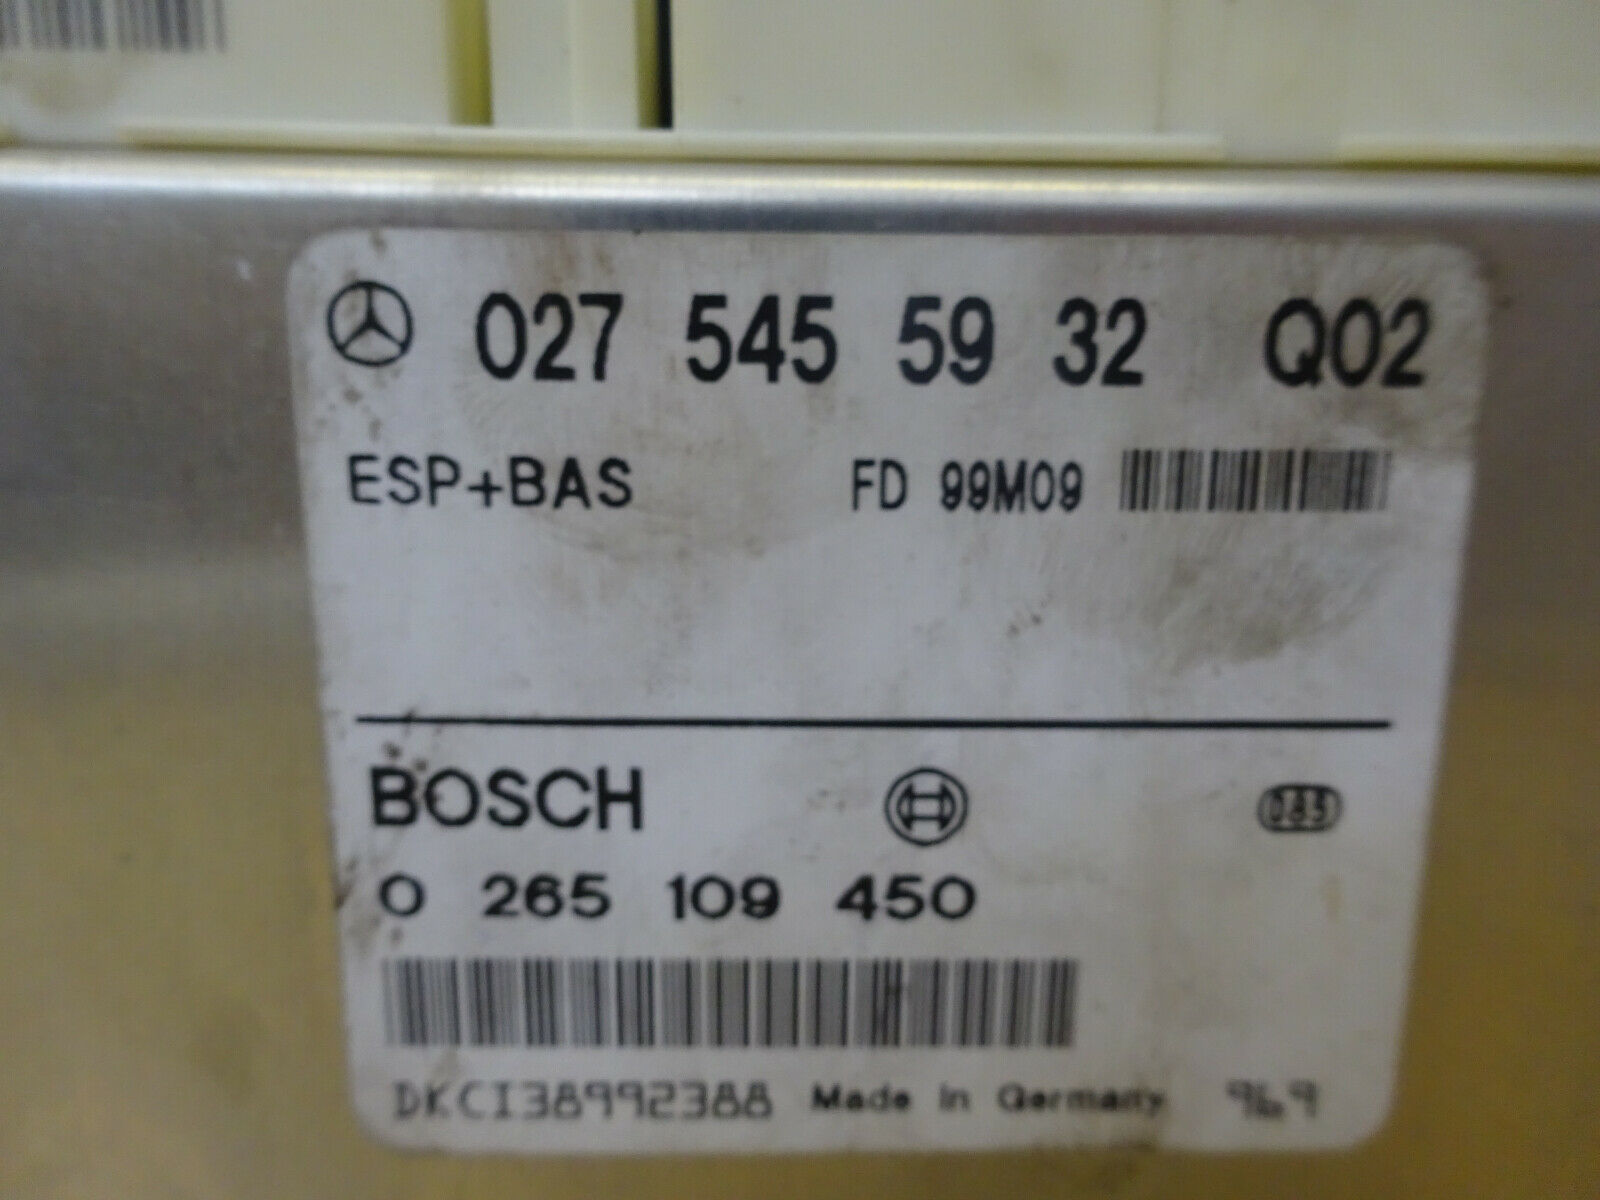 027 545 59 32 Q02
ESP+BAS FD 99M09
BOSCH
0 265 109 450
DKCI38992388 Made in Germany 969